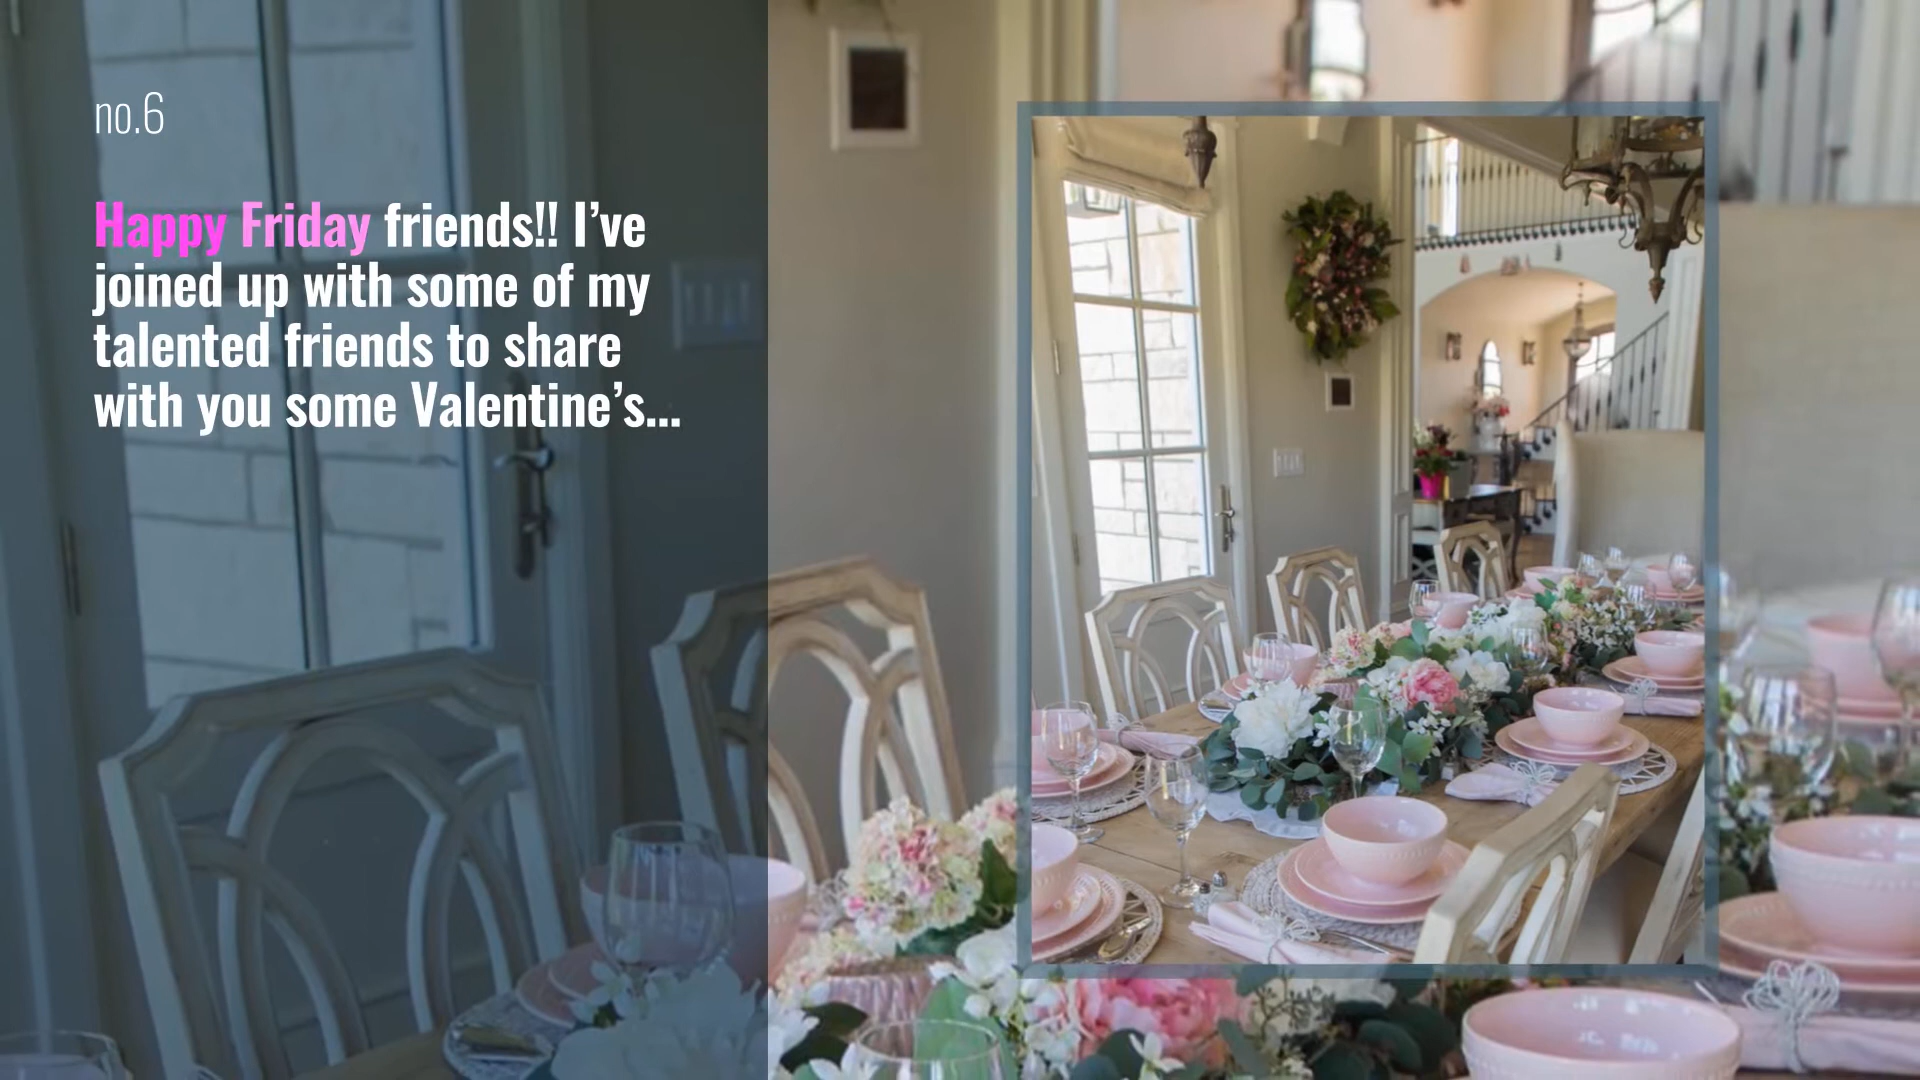 no.6
Happy Friday friends!! I’ve
joined up with some of my
talented friends to share
with you some Valentine’s...